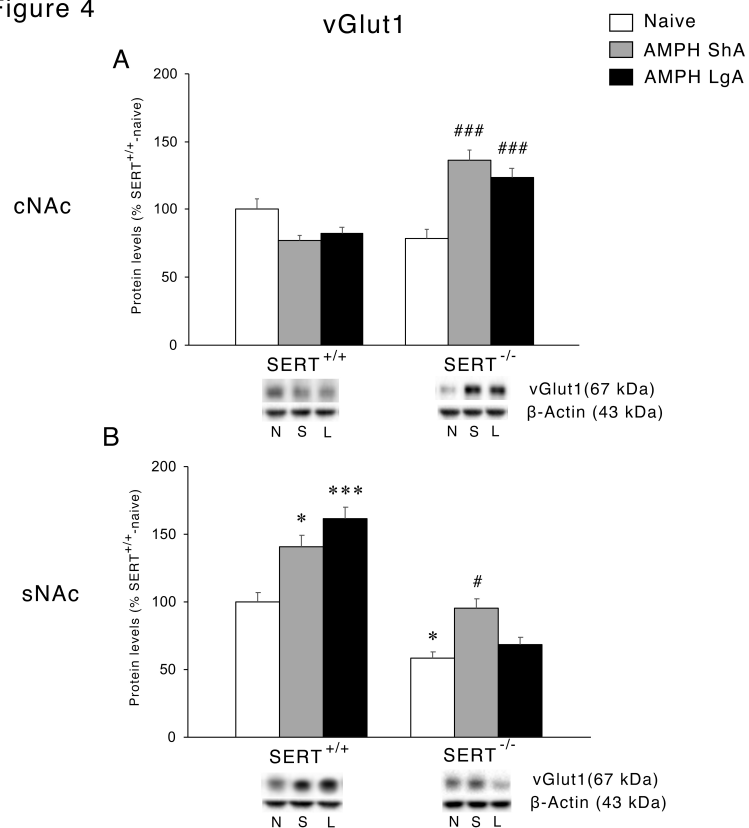 Figure 4
vGlut1
Naive
AMPH ShA
AMPH LgA
A
cNAc
Protein levels (% SERT+/+-naive)
200
150
100
50
0
###
###
SERT+/+
SERT-/-
vGlut1(67 kDa)
β-Actin (43 kDa)
N S L
N S L
B
sNAc
Protein levels (% SERT+/+-naive)
200
150
100
50
0
*
***
*
#
SERT+/+
SERT-/-
vGlut1(67 kDa)
β-Actin (43 kDa)
N S L
N S L